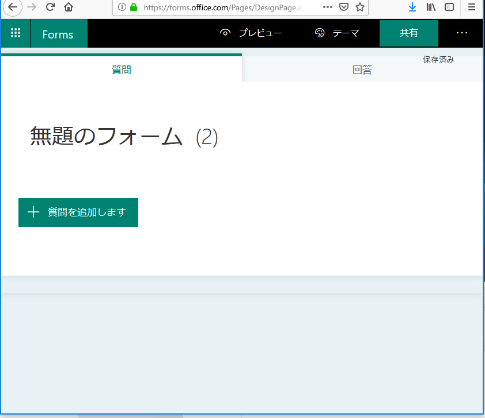 https://forms.office.com/Pages/DesignPage.a
Forms
プレビュー
テーマ
共有
保存済み
質問
回答
無題のフォーム (2)
質問を追加します